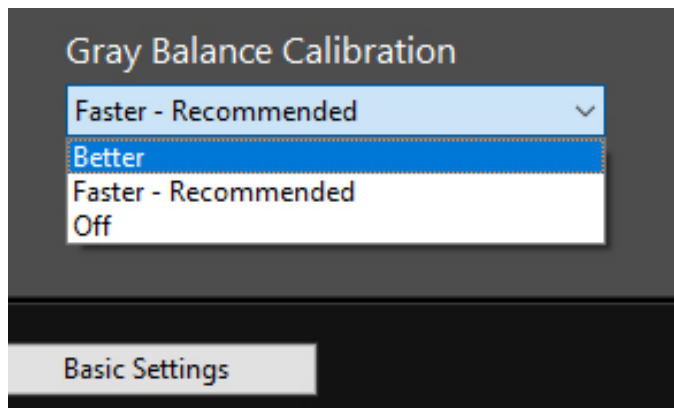 Gray Balance Calibration
Faster - Recommended
Better
Faster - Recommended
Off
Basic Settings